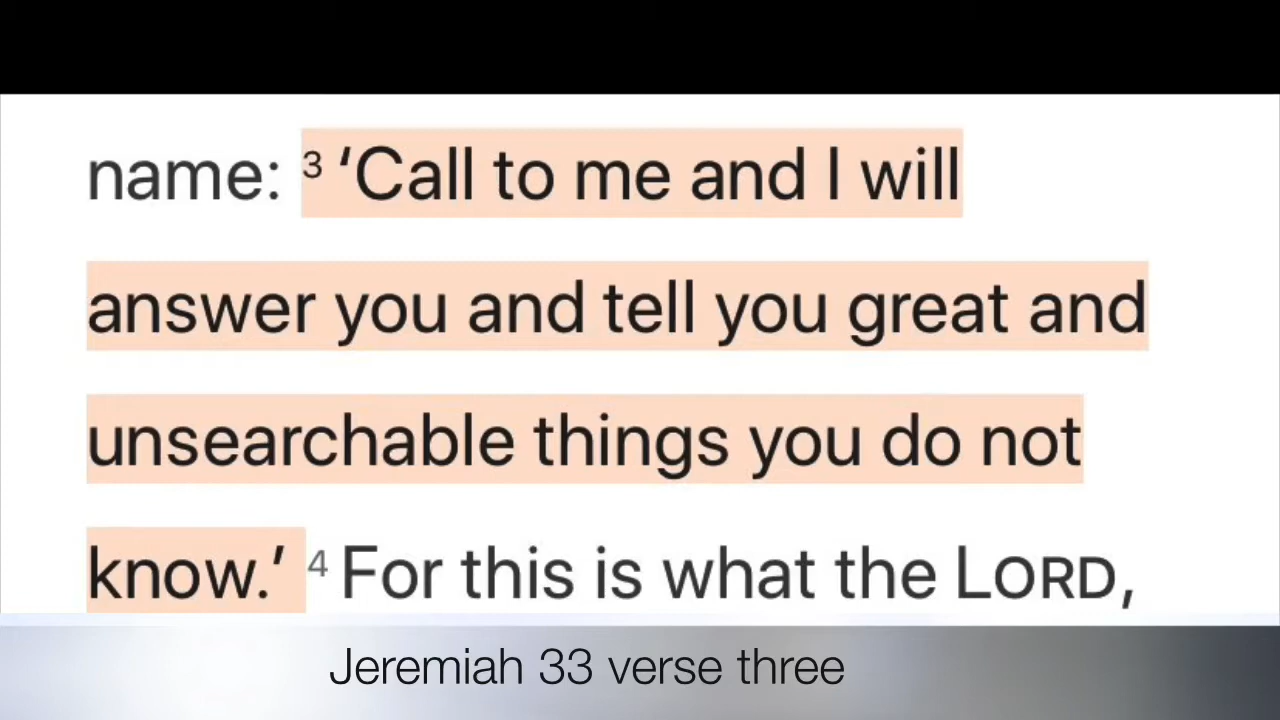 name: 3 ‘Call to me and I will
answer you and tell you great and
unsearchable things you do not
know.’ 4 For this is what the LORD,
Jeremiah 33 verse three